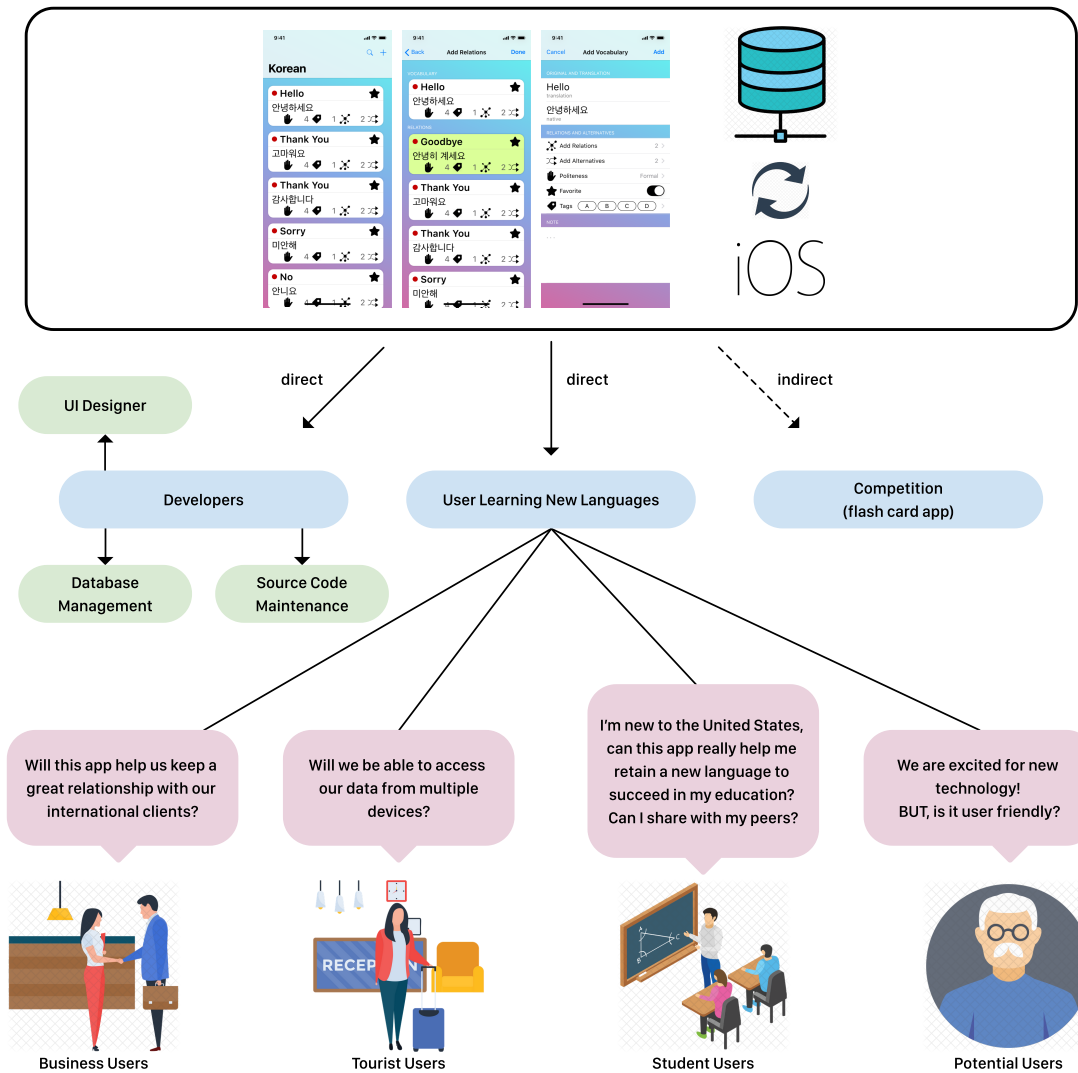 9:41
Korean
Hello
안녕하세요
4 1 2
Thank You
고마워요
4 1 2
Thank You
감사합니다
4 1 2
Sorry
미안해
4 1 2
No
안니요
4 1 2
9:41
Back Add Relations Done
VOCABULARY
Hello
안녕하세요
4 1 2
RELATIONS
Goodbye
안녕히 계세요
4 1 2
Thank You
고마워요
4 1 2
Thank You
감사합니다
4 1 2
Sorry
미안해
4 1 2
9:41
Cancel Add Vocabulary Add
ORIGINAL AND TRANSLATION
Hello
translation
안녕하세요
native
RELATIONS AND ALTERNATIVES
Add Relations 2
Add Alternatives 2
Politeness Formal
Favorite
Tags A B C D
NOTE
...
iOS
direct
direct
indirect
UI Designer
Developers
User Learning New Languages
Competition
(flash card app)
Database
Management
Source Code
Maintenance
Will this app help us keep a
great relationship with our
international clients?
Will we be able to access
our data from multiple
devices?
I'm new to the United States,
can this app really help me
retain a new language to
succeed in my education?
Can I share with my peers?
We are excited for new
technology!
BUT, is it user friendly?
RECEP N
A
B
C
Business Users
Tourist Users
Student Users
Potential Users